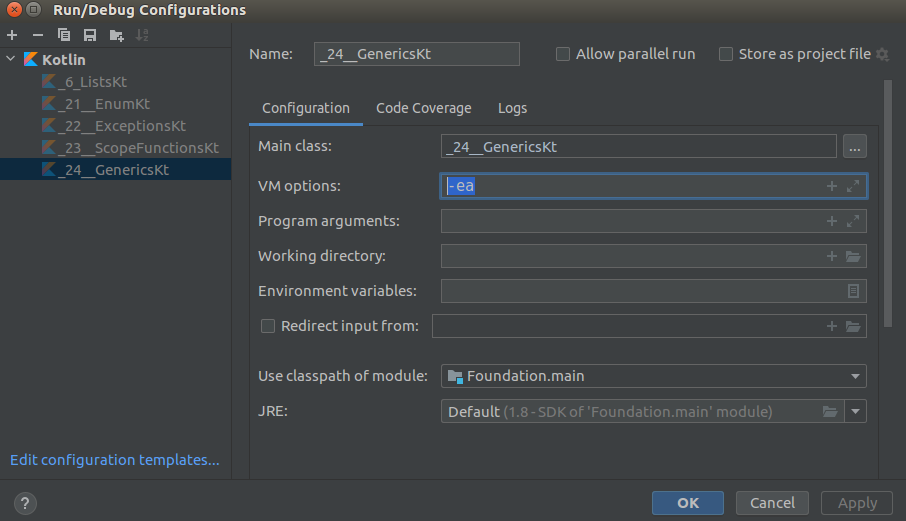 Run/Debug Configurations
Kotlin
_6_ListsKt
_21__EnumKt
_22__ExceptionsKt
_23__ScopeFunctionsKt
_24__GenericsKt
Edit configuration templates...
Name: _24__GenericsKt Allow parallel run Store as project file
Configuration Code Coverage Logs
Main class: _24__GenericsKt ...
VM options: -ea
Program arguments:
Working directory:
Environment variables:
Redirect input from:
Use classpath of module: Foundation.main
JRE: Default (1.8 - SDK of 'Foundation.main' module)
? OK Cancel Apply